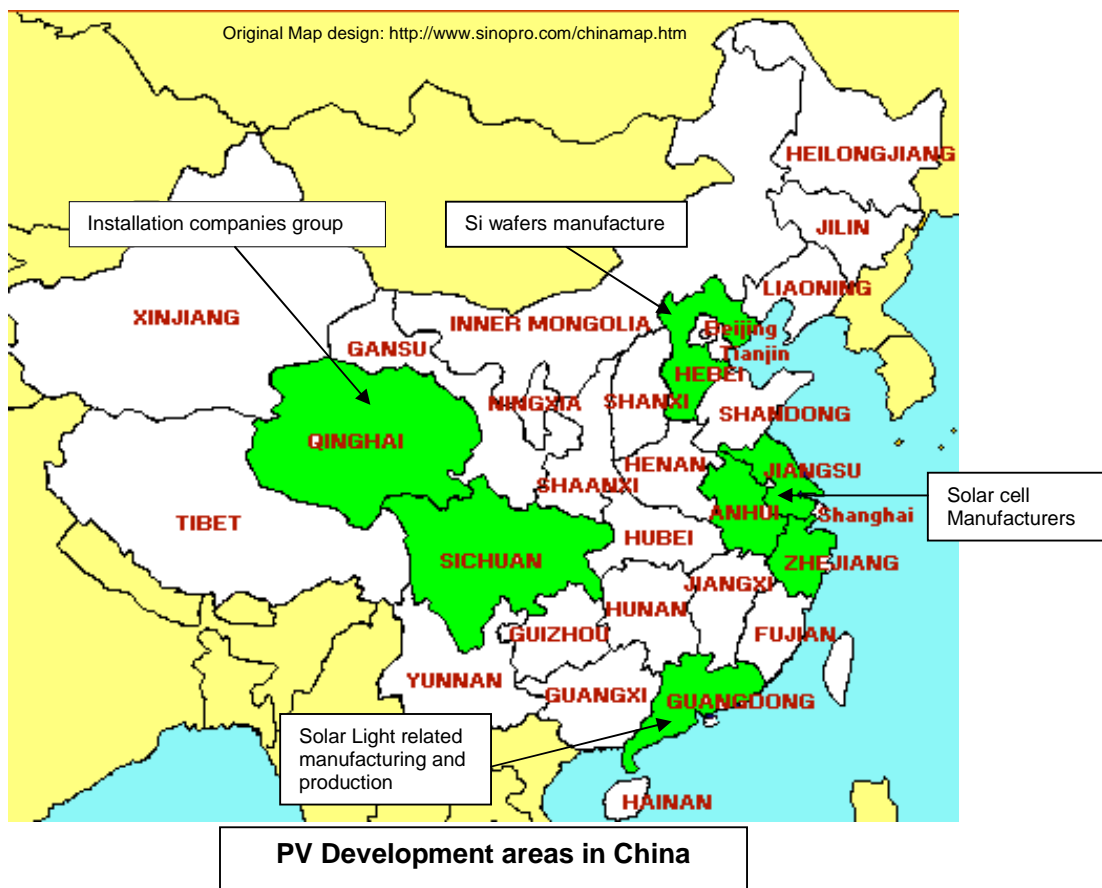 Original Map design: http://www.sinopro.com/chinamap.htm
HEILONGJIANG
Installation companies group
Si wafers manufacture
JILIN
LIAONING
XINJIANG
INNER MONGOLIA
Beijing
GANSU
Tianjin
HEBEI
NINGXIA
SHANXI
SHANDONG
QINGHAI
HENAN
JIANGSU
SHAANXI
Solar cell
Manufacturers
ANHUI
Shanghai
TIBET
HUBEI
SICHUAN
ZHEJIANG
JIANGXI
HUNAN
GUIZHOU
FUJIAN
YUNNAN
GUANGXI
GUANGDONG
Solar Light related
manufacturing and
production
HAINAN
PV Development areas in China